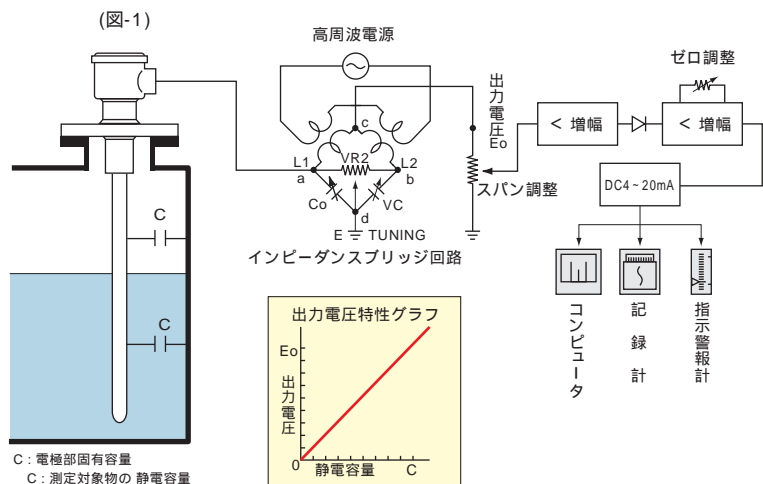 (図-1)
高周波電源
ゼロ調整
出力電圧
Eo
< 増幅
< 増幅
c
L1
VR2
L2
a
b
スパン調整
DC4~20mA
Co
VC
d
E
TUNING
インピーダンスブリッジ回路
C
C
出力電圧特性グラフ
Eo
出力電圧
0
静電容量
C
コンピュータ
記録計
指示警報計
C : 電極部固有容量
C : 測定対象物の 静電容量